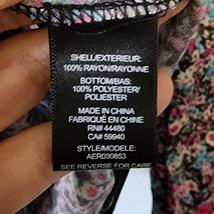 SHELL/EXTERIEUR:
100% RAYON/RAYONNE
BOTTOM/BAS:
100% POLYESTER/
POLIESTER
MADE IN CHINA
FABRIQUÉ EN CHINE
RN# 44480
CA# 59940
STYLE/MODELE:
AER030853
SEE REVERSE FOR CARE